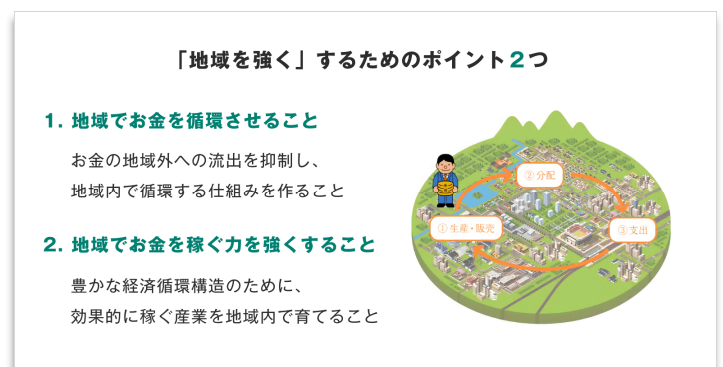 「地域を強く」するためのポイント２つ
1. 地域でお金を循環させること
お金の地域外への流出を抑制し、
地域内で循環する仕組みを作ること
2. 地域でお金を稼ぐ力を強くすること
豊かな経済循環構造のために、
効果的に稼ぐ産業を地域内で育てること
①生産・販売
②分配
③支出